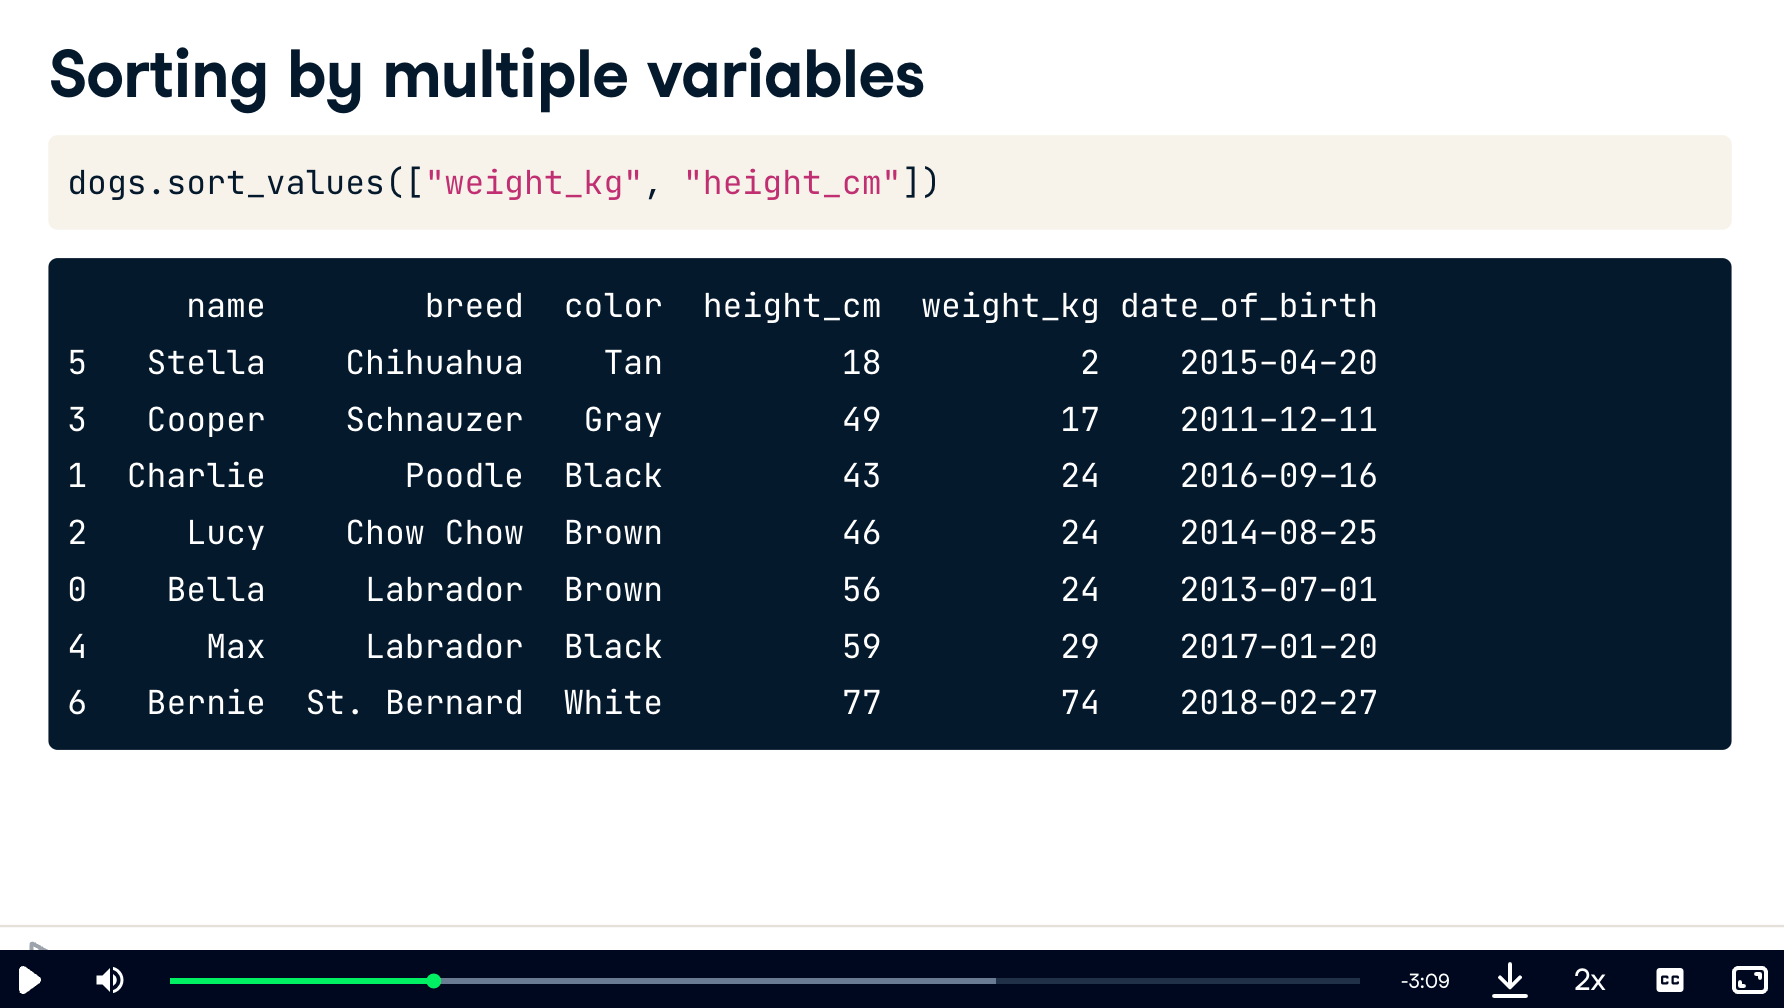 Sorting by multiple variables
dogs.sort_values(["weight_kg", "height_cm"])
name breed color height_cm weight_kg date_of_birth
5 Stella Chihuahua Tan 18 2 2015-04-20
3 Cooper Schnauzer Gray 49 17 2011-12-11
1 Charlie Poodle Black 43 24 2016-09-16
2 Lucy Chow Chow Brown 46 24 2014-08-25
0 Bella Labrador Brown 56 24 2013-07-01
4 Max Labrador Black 59 29 2017-01-20
6 Bernie St. Bernard White 77 74 2018-02-27
-3:09 2x CC